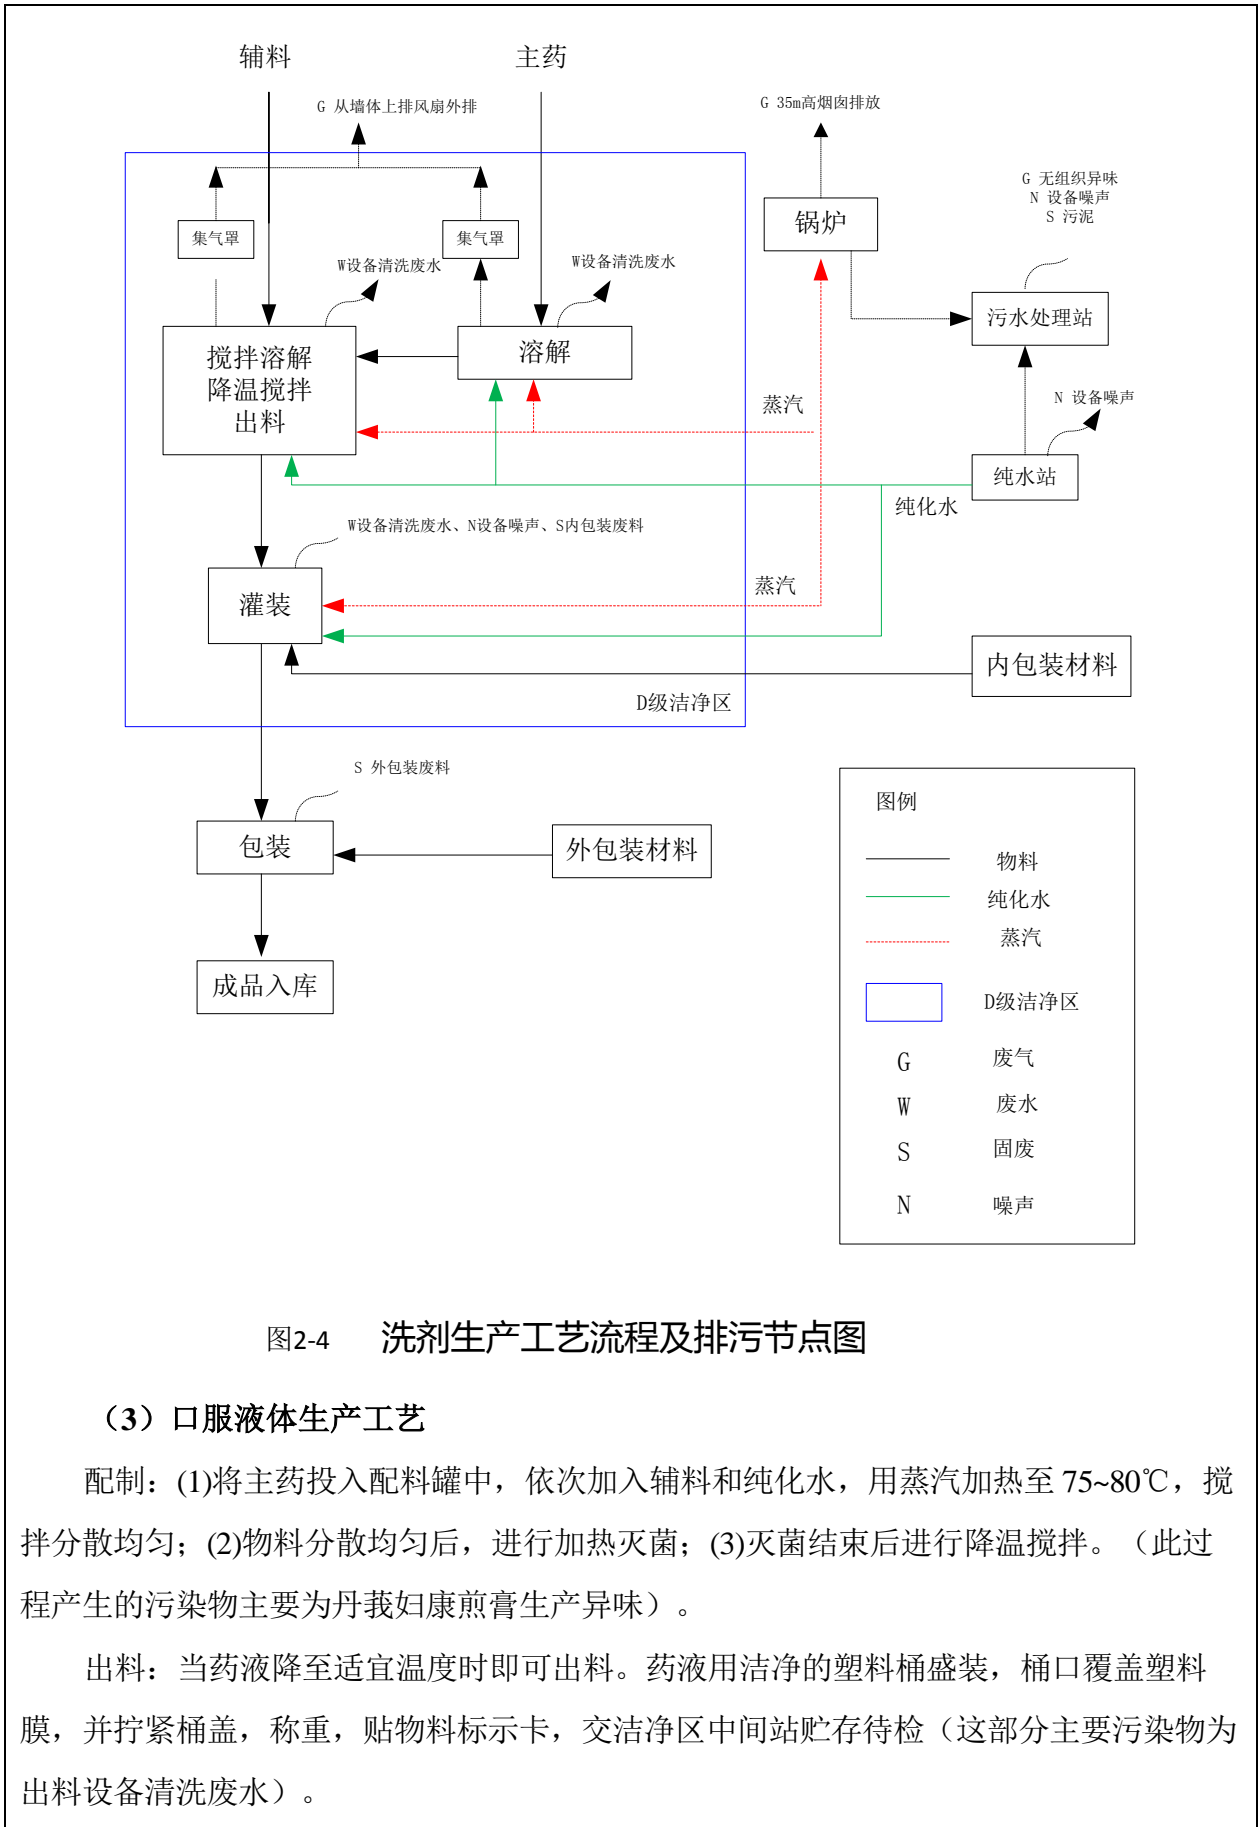 辅料
主药
G 从墙体上排风扇外排
G 35m高烟囱排放
G 无组织异味
N 设备噪声
S 污泥
集气罩
集气罩
锅炉
W设备清洗废水
W设备清洗废水
污水处理站
搅拌溶解
降温搅拌
出料
溶解
蒸汽
N 设备噪声
纯水站
纯化水
W设备清洗废水、N设备噪声、S内包装废料
灌装
蒸汽
内包装材料
D级洁净区
S 外包装废料
包装
外包装材料
成品入库
图例
物料
纯化水
蒸汽
D级洁净区
G 废气
W 废水
S 固废
N 噪声
图2-4 洗剂生产工艺流程及排污节点图
（3）口服液体生产工艺
配制：(1)将主药投入配料罐中，依次加入辅料和纯化水，用蒸汽加热至 75~80℃，搅
拌分散均匀；(2)物料分散均匀后，进行加热灭菌；(3)灭菌结束后进行降温搅拌。（此过
程产生的污染物主要为丹莪妇康煎膏生产异味）。
出料：当药液降至适宜温度时即可出料。药液用洁净的塑料桶盛装，桶口覆盖塑料
膜，并拧紧桶盖，称重，贴物料标示卡，交洁净区中间站贮存待检（这部分主要污染物为
出料设备清洗废水）。